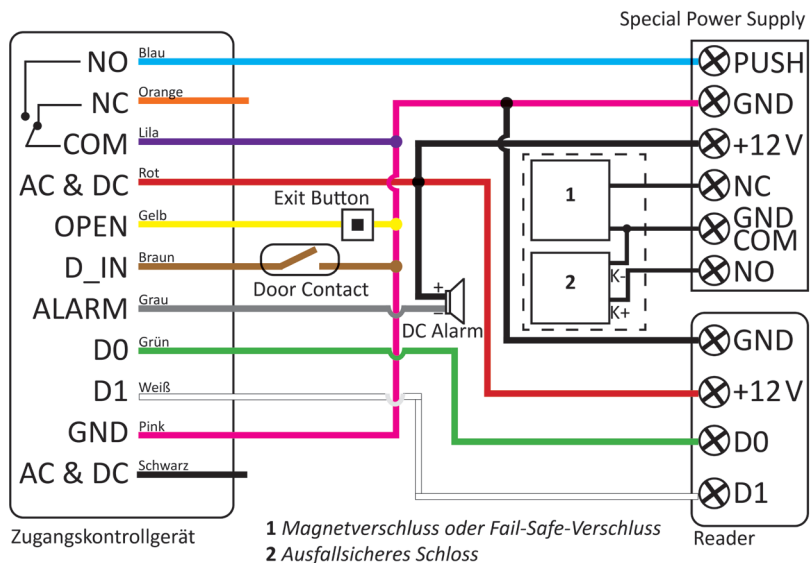 Special Power Supply
NO Blau
NC Orange
COM Lila
AC & DC Rot
OPEN Gelb
Exit Button
D_IN Braun
Door Contact
ALARM Grau
+
–
DC Alarm
D0 Grün
D1 Weiß
GND Pink
AC & DC Schwarz
Zugangskontrollgerät
PUSH
GND
+12 V
NC
GND
COM
NO
1
2
K-
K+
GND
+12 V
D0
D1
Reader
1 Magnetverschluss oder Fail-Safe-Verschluss
2 Ausfallsicheres Schloss